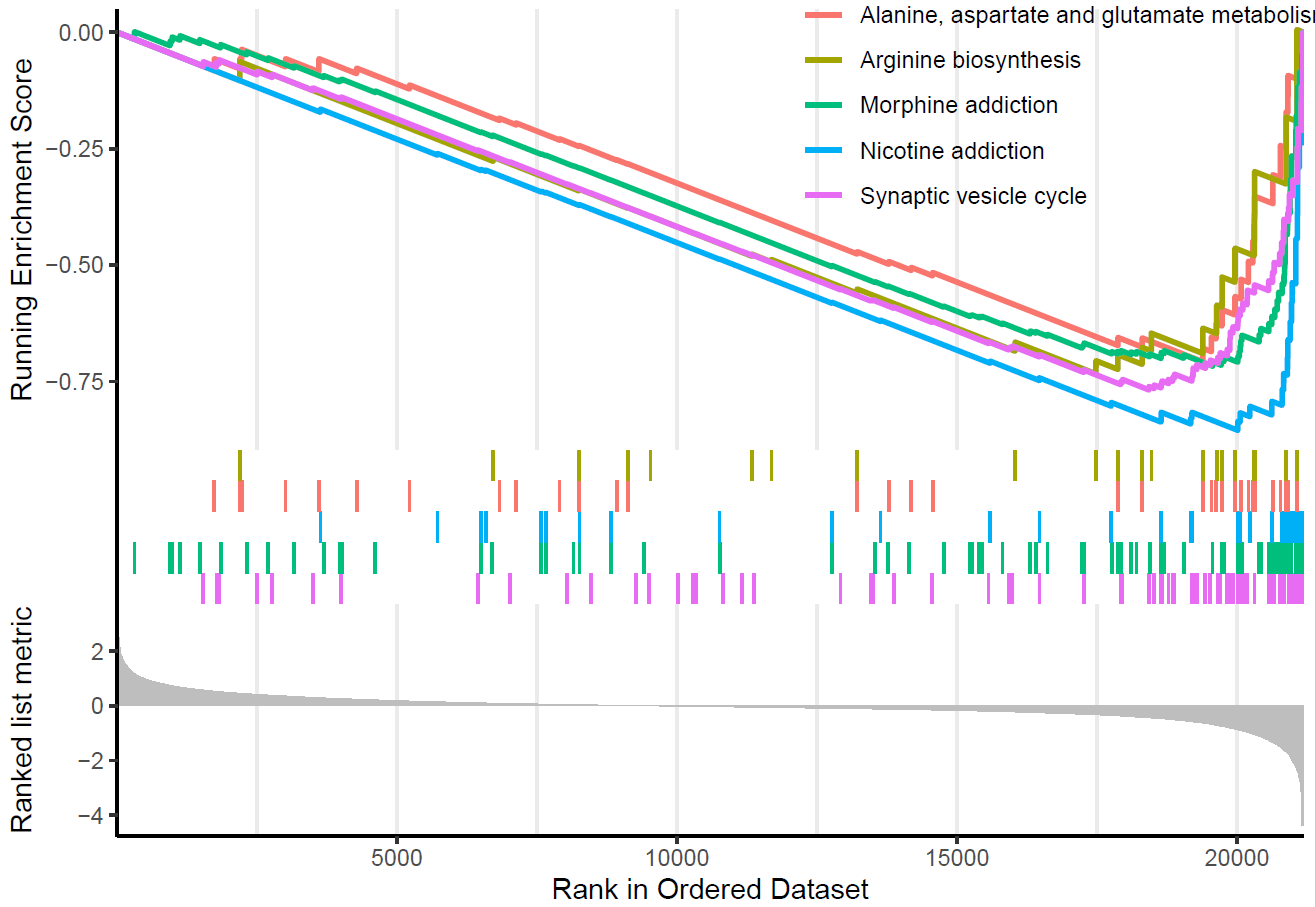 Alanine, aspartate and glutamate metabolis
Arginine biosynthesis
Morphine addiction
Nicotine addiction
Synaptic vesicle cycle
Running Enrichment Score
0.00
−0.25
−0.50
−0.75
Ranked list metric
2
0
−2
−4
5000
10000
15000
20000
Rank in Ordered Dataset